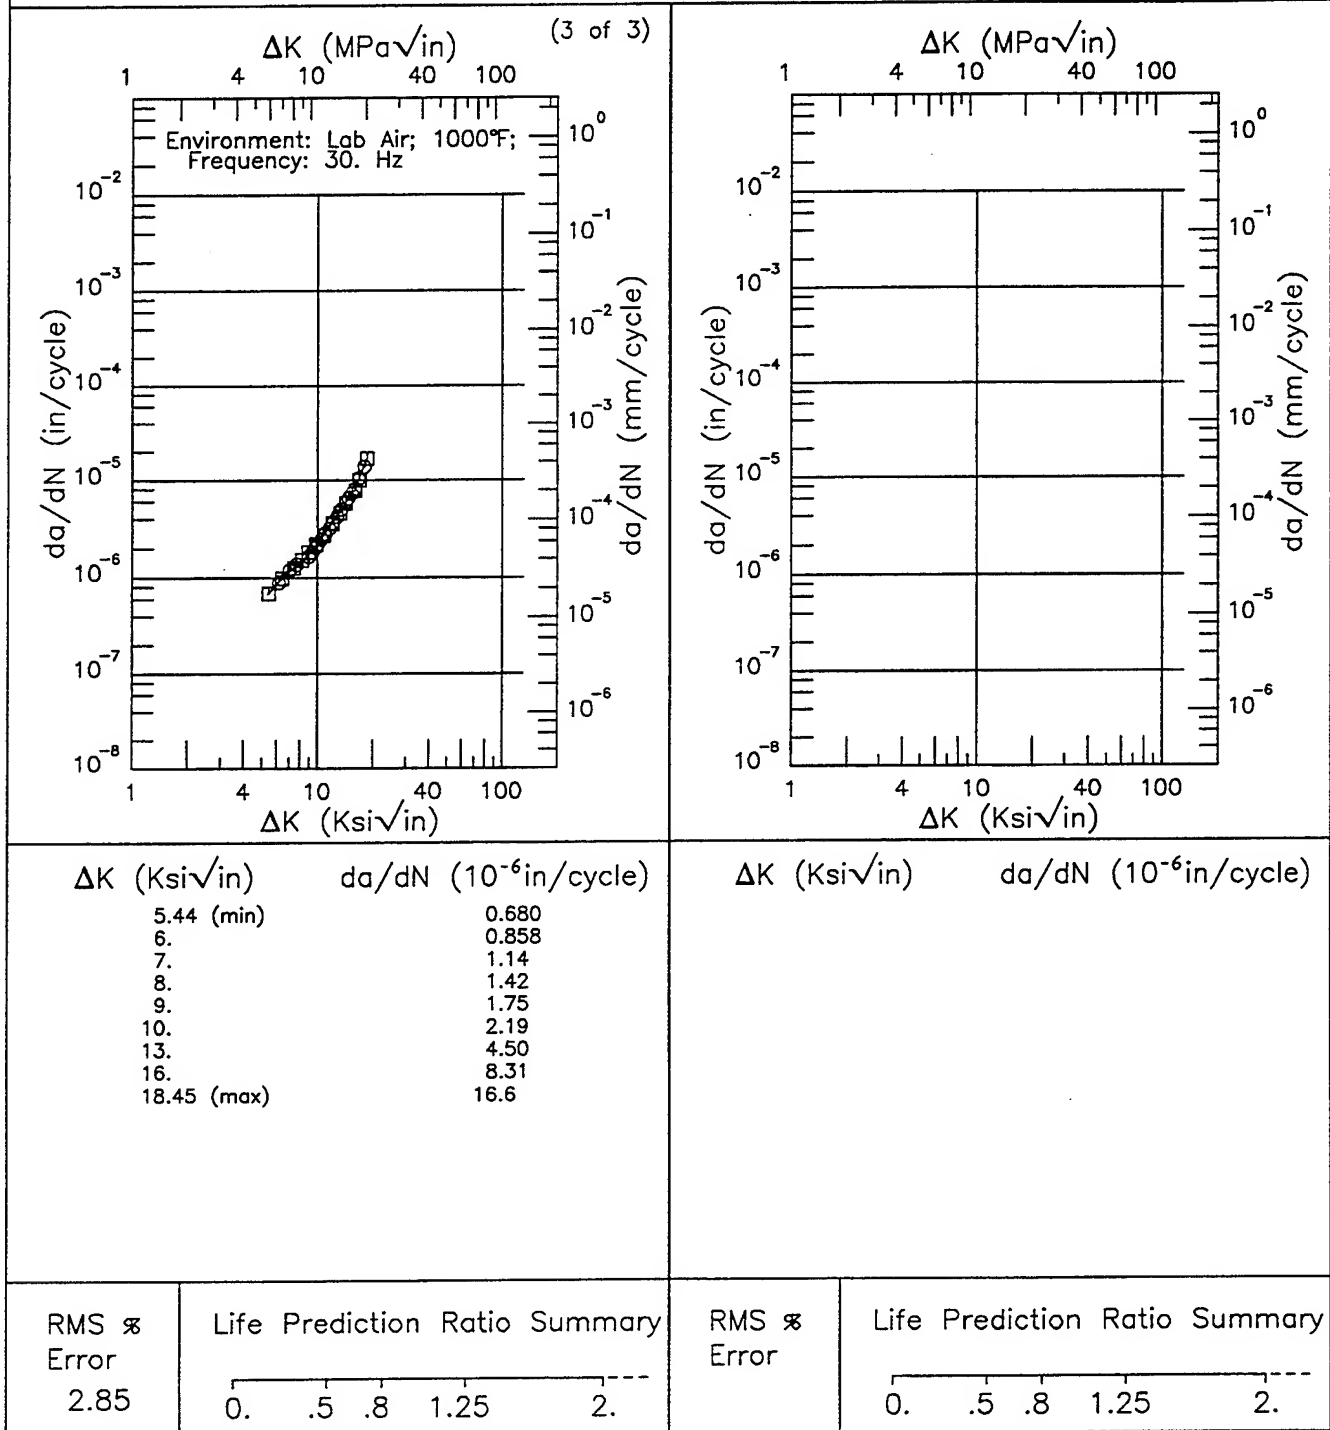 (3 of 3)
ΔK (MPa√in)
1 4 10 40 100
Environment: Lab Air; 1000°F;
Frequency: 30. Hz
da/dN (in/cycle)
10⁻²
10⁻³
10⁻⁴
10⁻⁵
10⁻⁶
10⁻⁷
10⁻⁸
10⁰
10⁻¹
10⁻²
10⁻³
10⁻⁴
10⁻⁵
10⁻⁶
da/dN (mm/cycle)
1 4 10 40 100
ΔK (Ksi√in)
ΔK (MPa√in)
1 4 10 40 100
da/dN (in/cycle)
10⁻²
10⁻³
10⁻⁴
10⁻⁵
10⁻⁶
10⁻⁷
10⁻⁸
10⁰
10⁻¹
10⁻²
10⁻³
10⁻⁴
10⁻⁵
10⁻⁶
da/dN (mm/cycle)
1 4 10 40 100
ΔK (Ksi√in)
ΔK (Ksi√in) da/dN (10⁻⁶in/cycle)
5.44 (min) 0.680
6. 0.858
7. 1.14
8. 1.42
9. 1.75
10. 2.19
13. 4.50
16. 8.31
18.45 (max) 16.6
ΔK (Ksi√in) da/dN (10⁻⁶in/cycle)
RMS %
Error
2.85
Life Prediction Ratio Summary
0. .5 .8 1.25 2.
RMS %
Error
Life Prediction Ratio Summary
0. .5 .8 1.25 2.